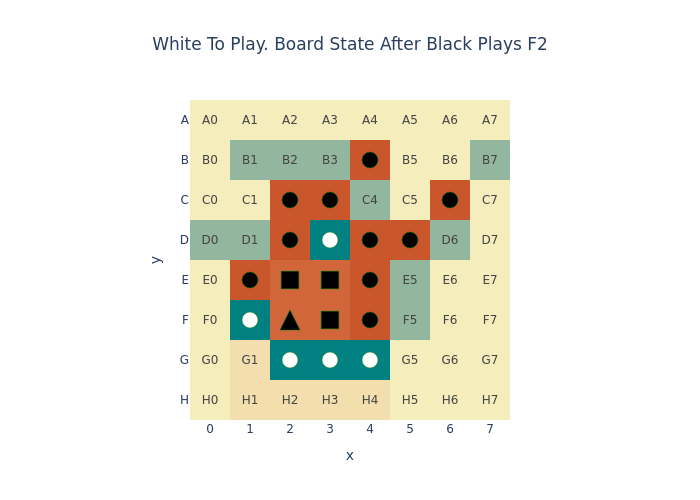 White To Play. Board State After Black Plays F2
A A0 A1 A2 A3 A4 A5 A6 A7
B B0 B1 B2 B3 B5 B6 B7
C C0 C1 C4 C5 C7
D D0 D1 D6 D7
y
E E0 E5 E6 E7
F F0 F5 F6 F7
G G0 G1 G5 G6 G7
H H0 H1 H2 H3 H4 H5 H6 H7
0 1 2 3 4 5 6 7
x